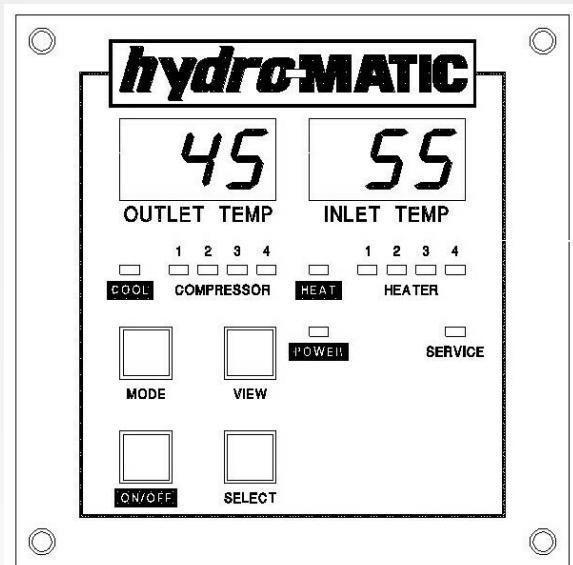 hydro-MATIC
45 55
OUTLET TEMP INLET TEMP
1 2 3 4 1 2 3 4
COOL COMPRESSOR HEAT HEATER
POWER SERVICE
MODE VIEW
ON/OFF SELECT